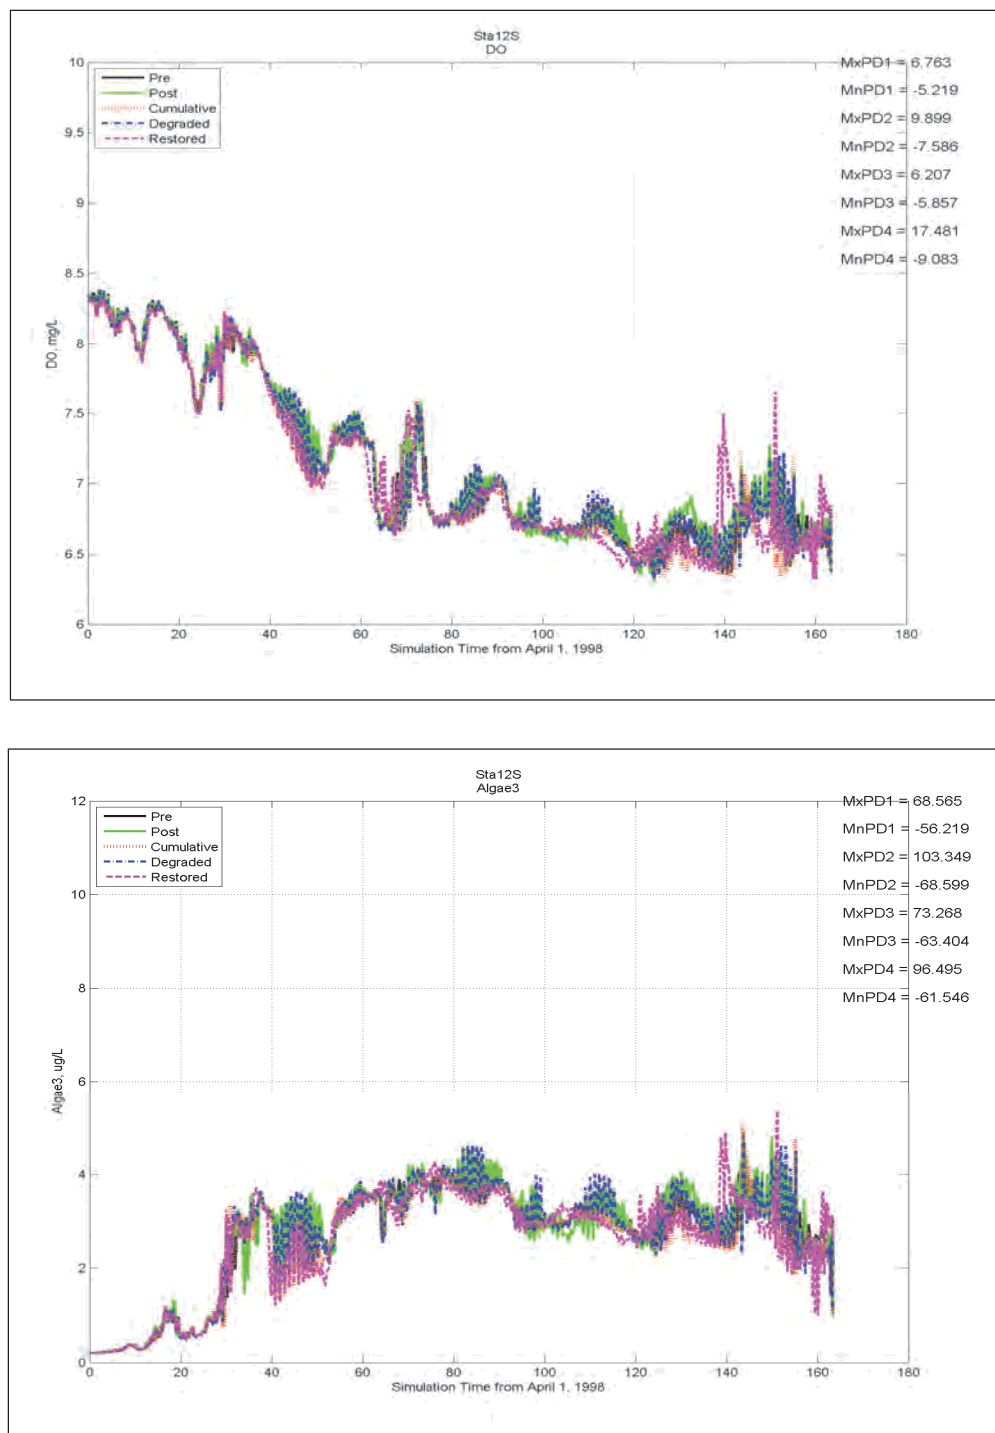 Sta12S
DO
Pre
Post
Cumulative
Degraded
Restored
MxPD1 = 6.763
MnPD1 = -5.219
MxPD2 = 9.899
MnPD2 = -7.586
MxPD3 = 6.207
MnPD3 = -5.857
MxPD4 = 17.481
MnPD4 = -9.083
10
9.5
9
8.5
8
7.5
7
6.5
6
DO, mg/L
0 20 40 60 80 100 120 140 160 180
Simulation Time from April 1, 1998
Sta12S
Algae3
Pre
Post
Cumulative
Degraded
Restored
MxPD1 = 68.565
MnPD1 = -56.219
MxPD2 = 103.349
MnPD2 = -68.599
MxPD3 = 73.268
MnPD3 = -63.404
MxPD4 = 96.495
MnPD4 = -61.546
12
10
8
6
4
2
0
Algae3, ug/L
0 20 40 60 80 100 120 140 160 180
Simulation Time from April 1, 1998